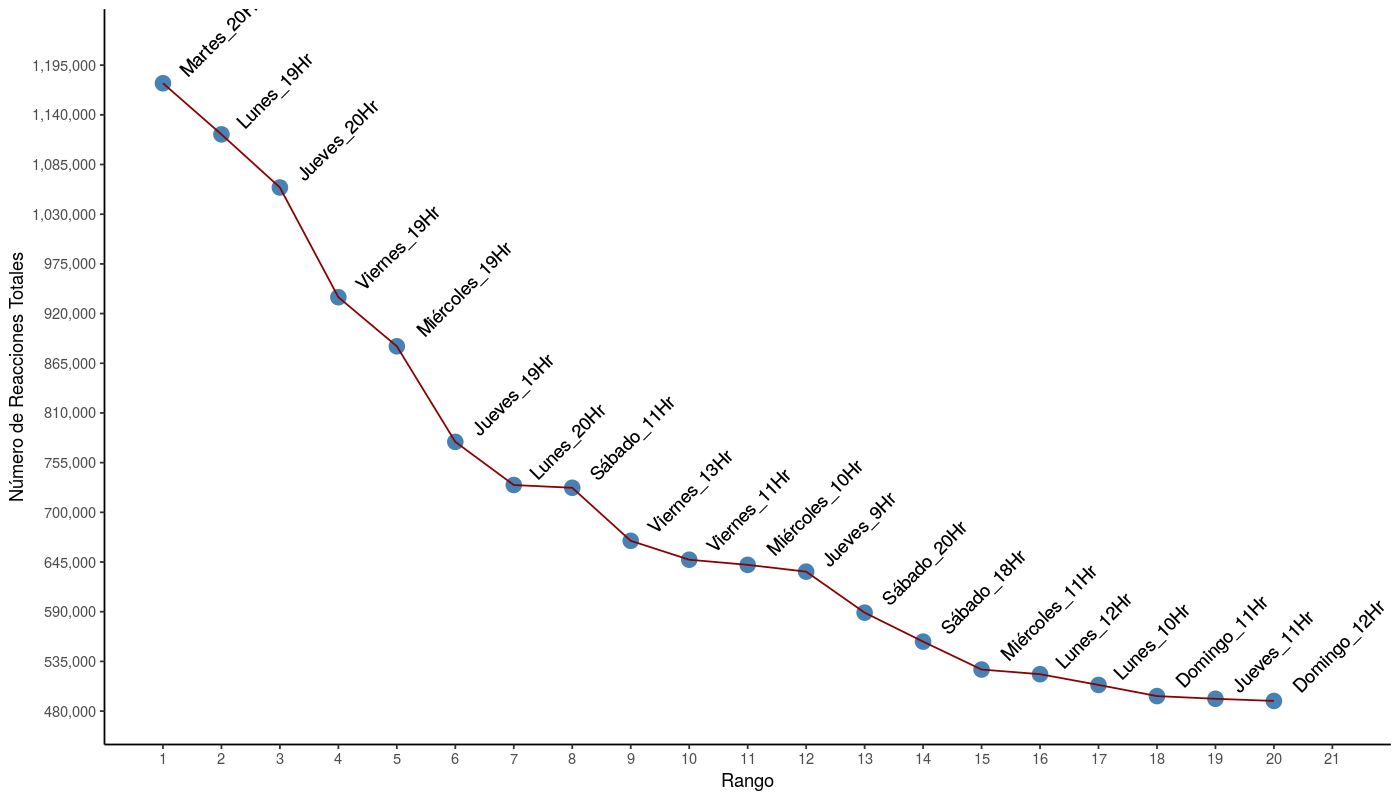 Número de Reacciones Totales
1,195,000
1,140,000
1,085,000
1,030,000
975,000
920,000
865,000
810,000
755,000
700,000
645,000
590,000
535,000
480,000
Martes_20H
Lunes_19Hr
Jueves_20Hr
Viernes_19Hr
Miércoles_19Hr
Jueves_19Hr
Lunes_20Hr
Sábado_11Hr
Viernes_13Hr
Viernes_11Hr
Miércoles_10Hr
Jueves_9Hr
Sábado_20Hr
Sábado_18Hr
Miércoles_11Hr
Lunes_12Hr
Lunes_10Hr
Domingo_11Hr
Jueves_11Hr
Domingo_12Hr
1 2 3 4 5 6 7 8 9 10 11 12 13 14 15 16 17 18 19 20 21
Rango